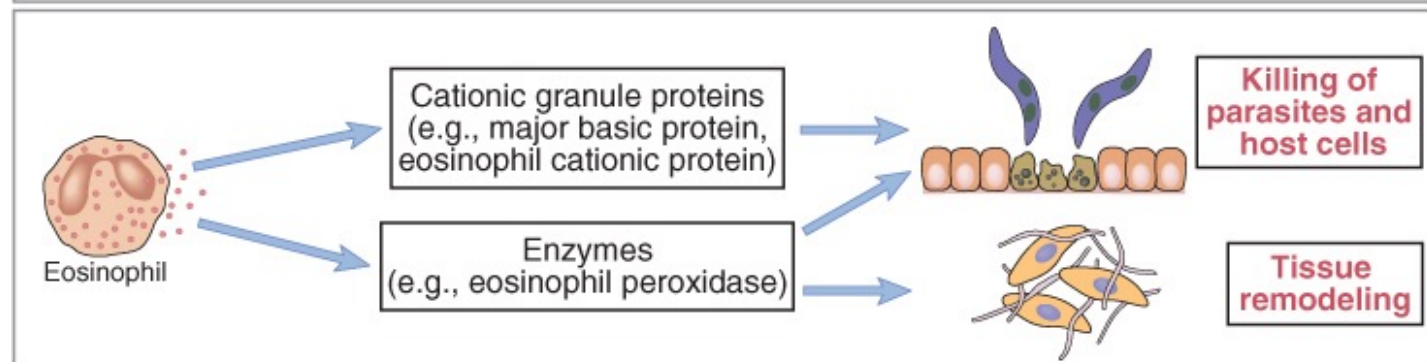 Eosinophil
Cationic granule proteins
(e.g., major basic protein,
eosinophil cationic protein)
Enzymes
(e.g., eosinophil peroxidase)
Killing of
parasites and
host cells
Tissue
remodeling